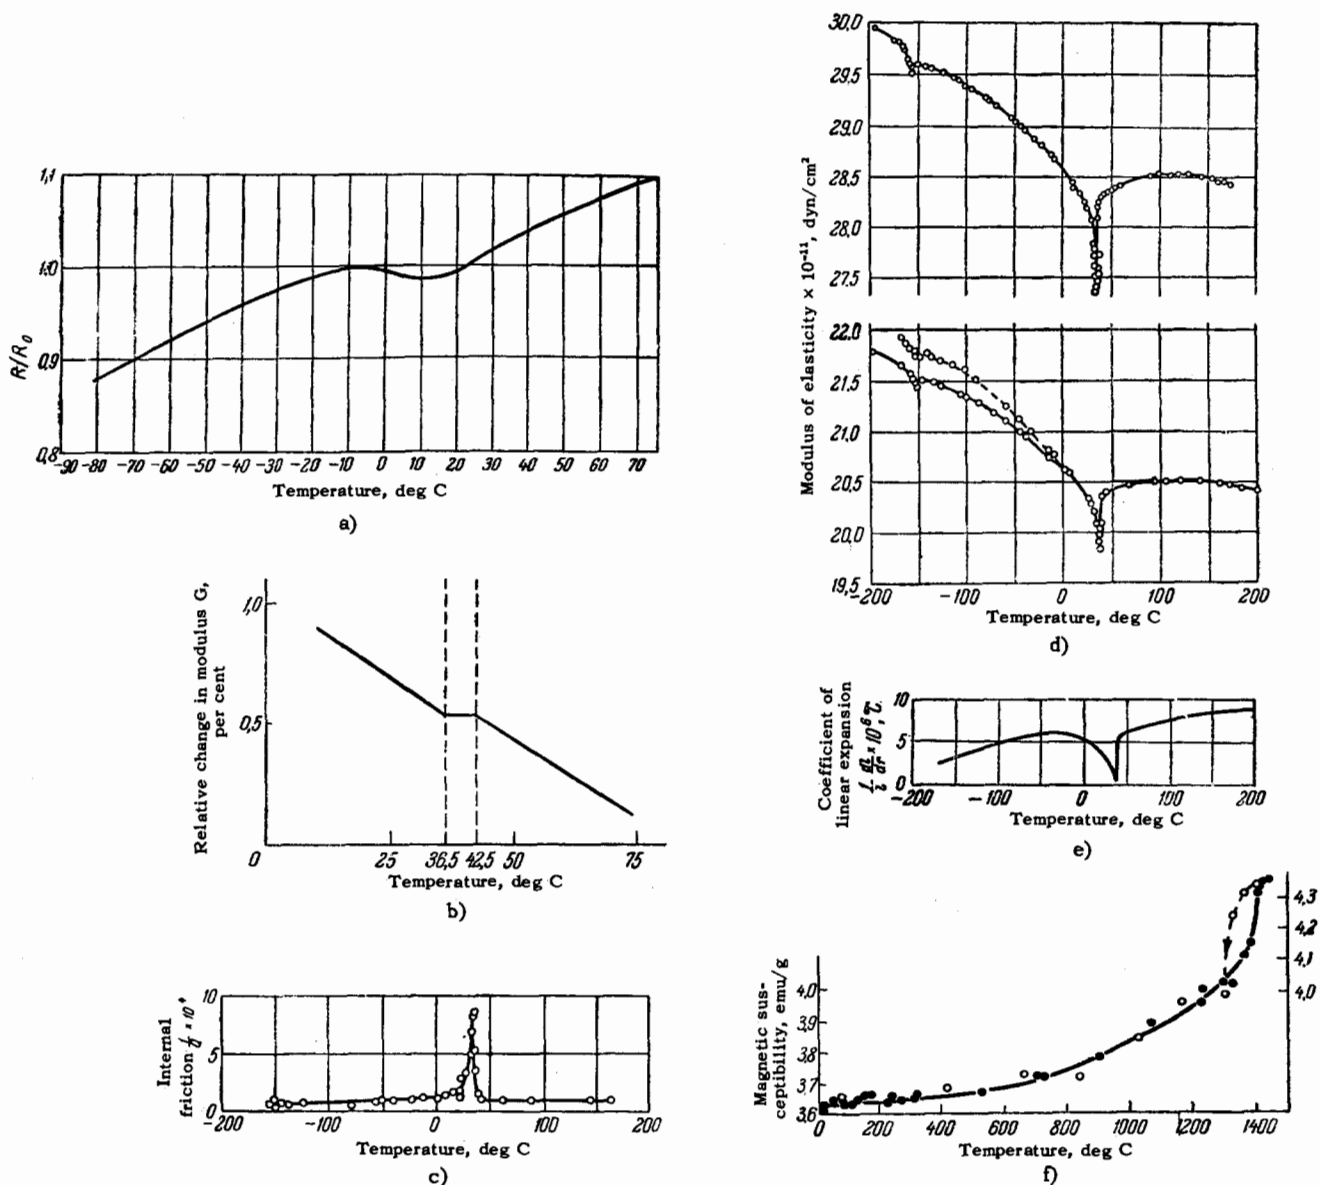 1,1
1,0
0,9
0,8
R/R₀
-90 -80 -70 -60 -50 -40 -30 -20 -10 0 10 20 30 40 50 60 70
Temperature, deg C
a)
Relative change in modulus G,
per cent
1,0
0,5
0 25 36,5 42,5 50 75
Temperature, deg C
b)
Internal
friction
× 10⁴
10
5
0
-200 -100 0 100 200
Temperature, deg C
c)
Modulus of elasticity × 10⁻¹¹, dyn/cm²
30,0
29,5
29,0
28,5
28,0
27,5
22,0
21,5
21,0
20,5
20,0
19,5
-200 -100 0 100 200
Temperature, deg C
d)
Coefficient of
linear expansion
10
5
0
-200 -100 0 100 200
Temperature, deg C
e)
Magnetic sus-
ceptibility, emu/g
4,0
3,9
3,8
3,7
3,6
4,3
4,2
4,1
4,0
0 200 400 600 800 1000 1200 1400
Temperature, deg C
f)